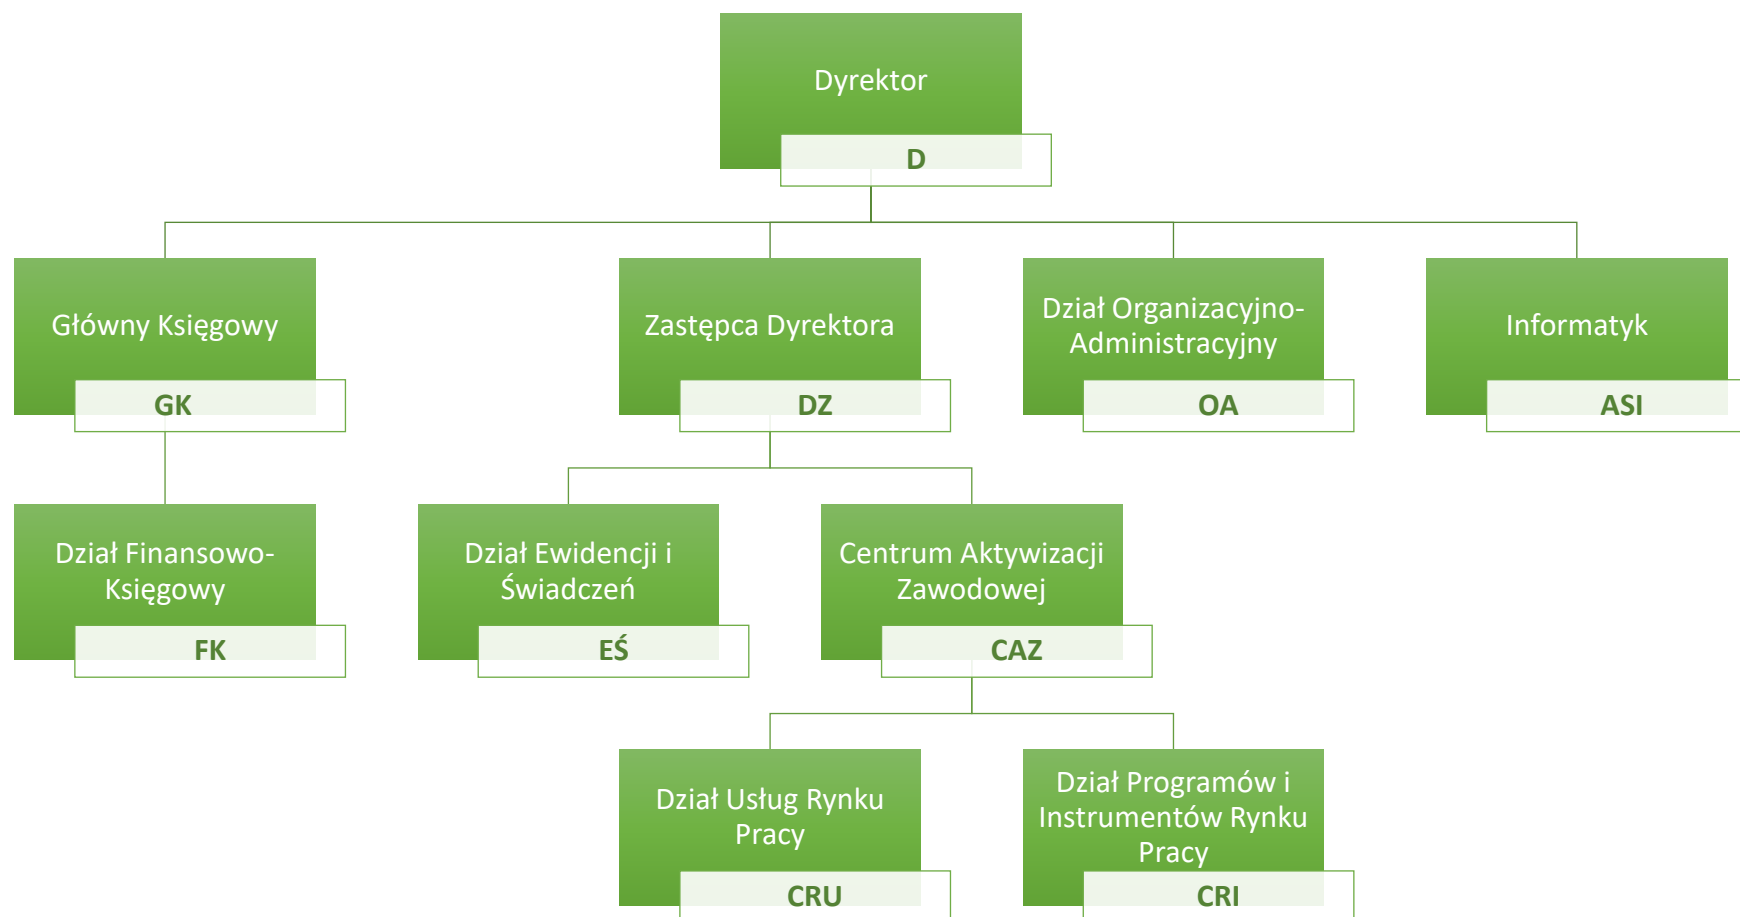 Dyrektor
D
Główny Księgowy
GK
Zastępca Dyrektora
DZ
Dział Organizacyjno-
Administracyjny
OA
Informatyk
ASI
Dział Finansowo-
Księgowy
FK
Dział Ewidencji i
Świadczeń
EŚ
Centrum Aktywizacji
Zawodowej
CAZ
Dział Usług Rynku
Pracy
CRU
Dział Programów i
Instrumentów Rynku
Pracy
CRI